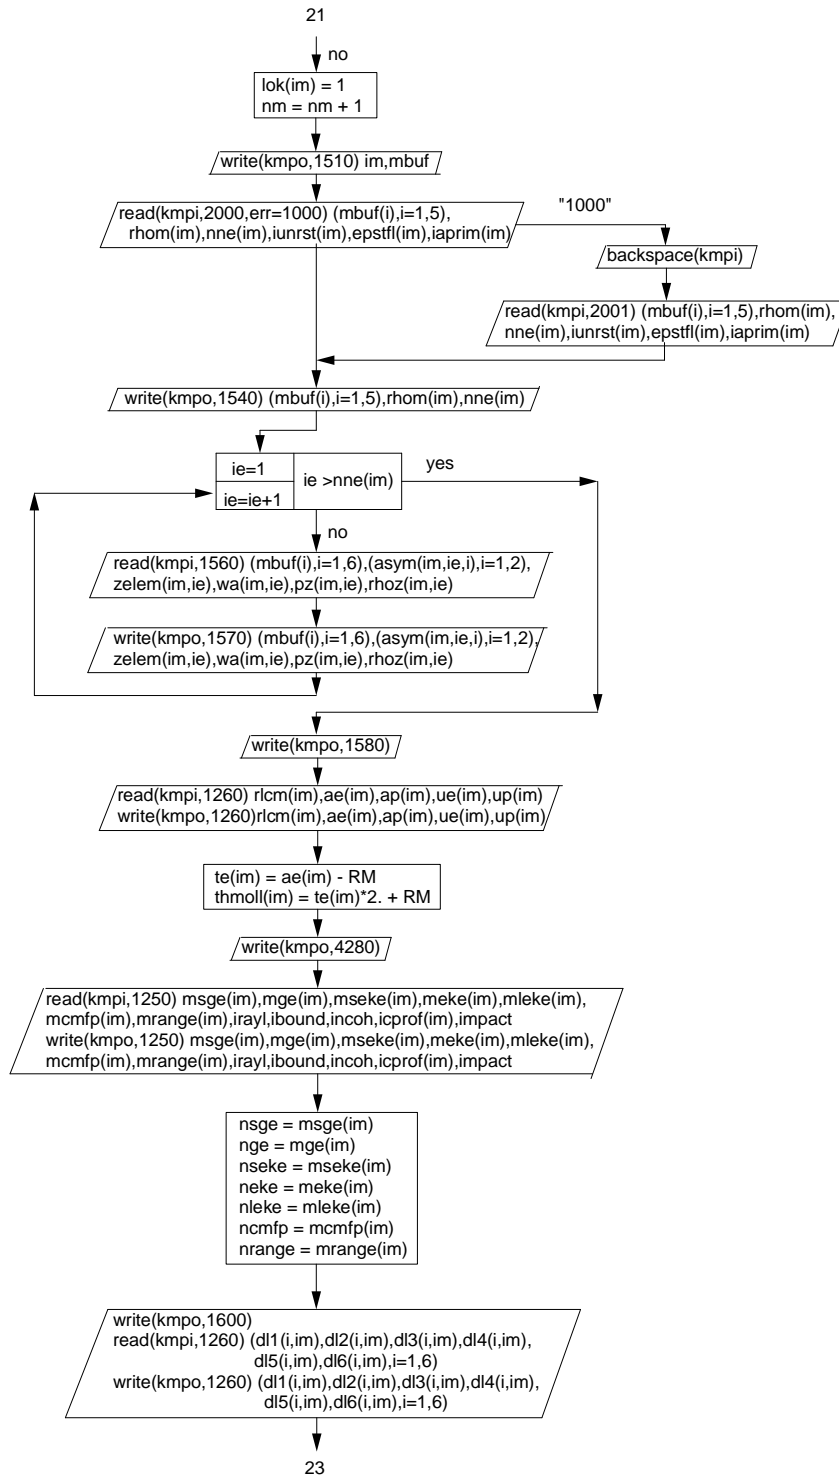 21
no
lok(im) = 1
nm = nm + 1
write(kmpo,1510) im,mbuf
read(kmpi,2000,err=1000) (mbuf(i),i=1,5),
rhom(im),nne(im),iunrst(im),epstfl(im),iaprim(im)
"1000"
backspace(kmpi)
read(kmpi,2001) (mbuf(i),i=1,5),rhom(im),
nne(im),iunrst(im),epstfl(im),iaprim(im)
write(kmpo,1540) (mbuf(i),i=1,5),rhom(im),nne(im)
ie=1
ie=ie+1
ie >nne(im)
yes
no
read(kmpi,1560) (mbuf(i),i=1,6),(asym(im,ie,i),i=1,2),
zelem(im,ie),wa(im,ie),pz(im,ie),rhoz(im,ie)
write(kmpo,1570) (mbuf(i),i=1,6),(asym(im,ie,i),i=1,2),
zelem(im,ie),wa(im,ie),pz(im,ie),rhoz(im,ie)
write(kmpo,1580)
read(kmpi,1260) rlcm(im),ae(im),ap(im),ue(im),up(im)
write(kmpo,1260)rlcm(im),ae(im),ap(im),ue(im),up(im)
te(im) = ae(im) - RM
thmoll(im) = te(im)*2. + RM
write(kmpo,4280)
read(kmpi,1250) msge(im),mge(im),mseke(im),meke(im),mleke(im),
mcmfp(im),mrange(im),irayl,ibound,incoh,icprof(im),impact
write(kmpo,1250) msge(im),mge(im),mseke(im),meke(im),mleke(im),
mcmfp(im),mrange(im),irayl,ibound,incoh,icprof(im),impact
nsge = msge(im)
nge = mge(im)
nseke = mseke(im)
neke = meke(im)
nleke = mleke(im)
ncmfp = mcmfp(im)
nrange = mrange(im)
write(kmpo,1600)
read(kmpi,1260) (dl1(i,im),dl2(i,im),dl3(i,im),dl4(i,im),
dl5(i,im),dl6(i,im),i=1,6)
write(kmpo,1260) (dl1(i,im),dl2(i,im),dl3(i,im),dl4(i,im),
dl5(i,im),dl6(i,im),i=1,6)
23